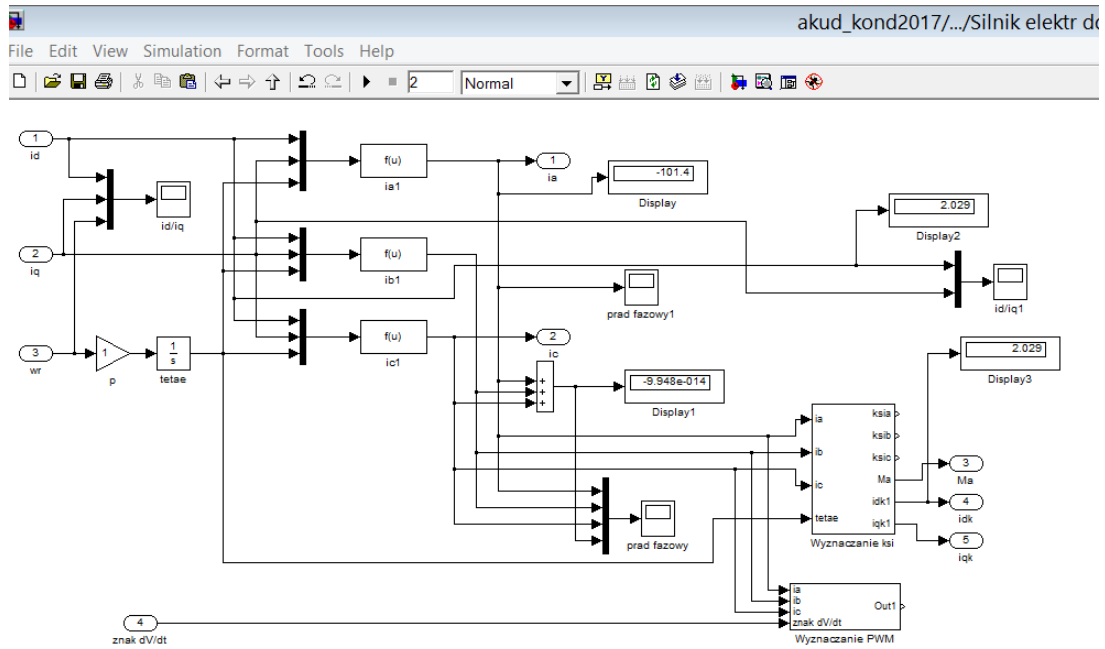 akud_kond2017/.../Silnik elektr do
File Edit View Simulation Format Tools Help
2 Normal
1
id
id/iq
2
iq
3
wr
1
p
1
s
tetae
f(u)
ia1
f(u)
ib1
f(u)
ic1
1
ia
-101.4
Display
2.029
Display2
prad fazowy1
id/iq1
2
ic
2.029
Display3
+
+
+
-9.948e-014
Display1
ia
ib
ic
tetae
ksia
ksib
ksic
Ma
idk1
iqk1
Wyznaczanie ksi
3
Ma
4
idk
5
iqk
prad fazowy
ia
ib
ic
znak dV/dt
Out1
Wyznaczanie PWM
4
znak dV/dt